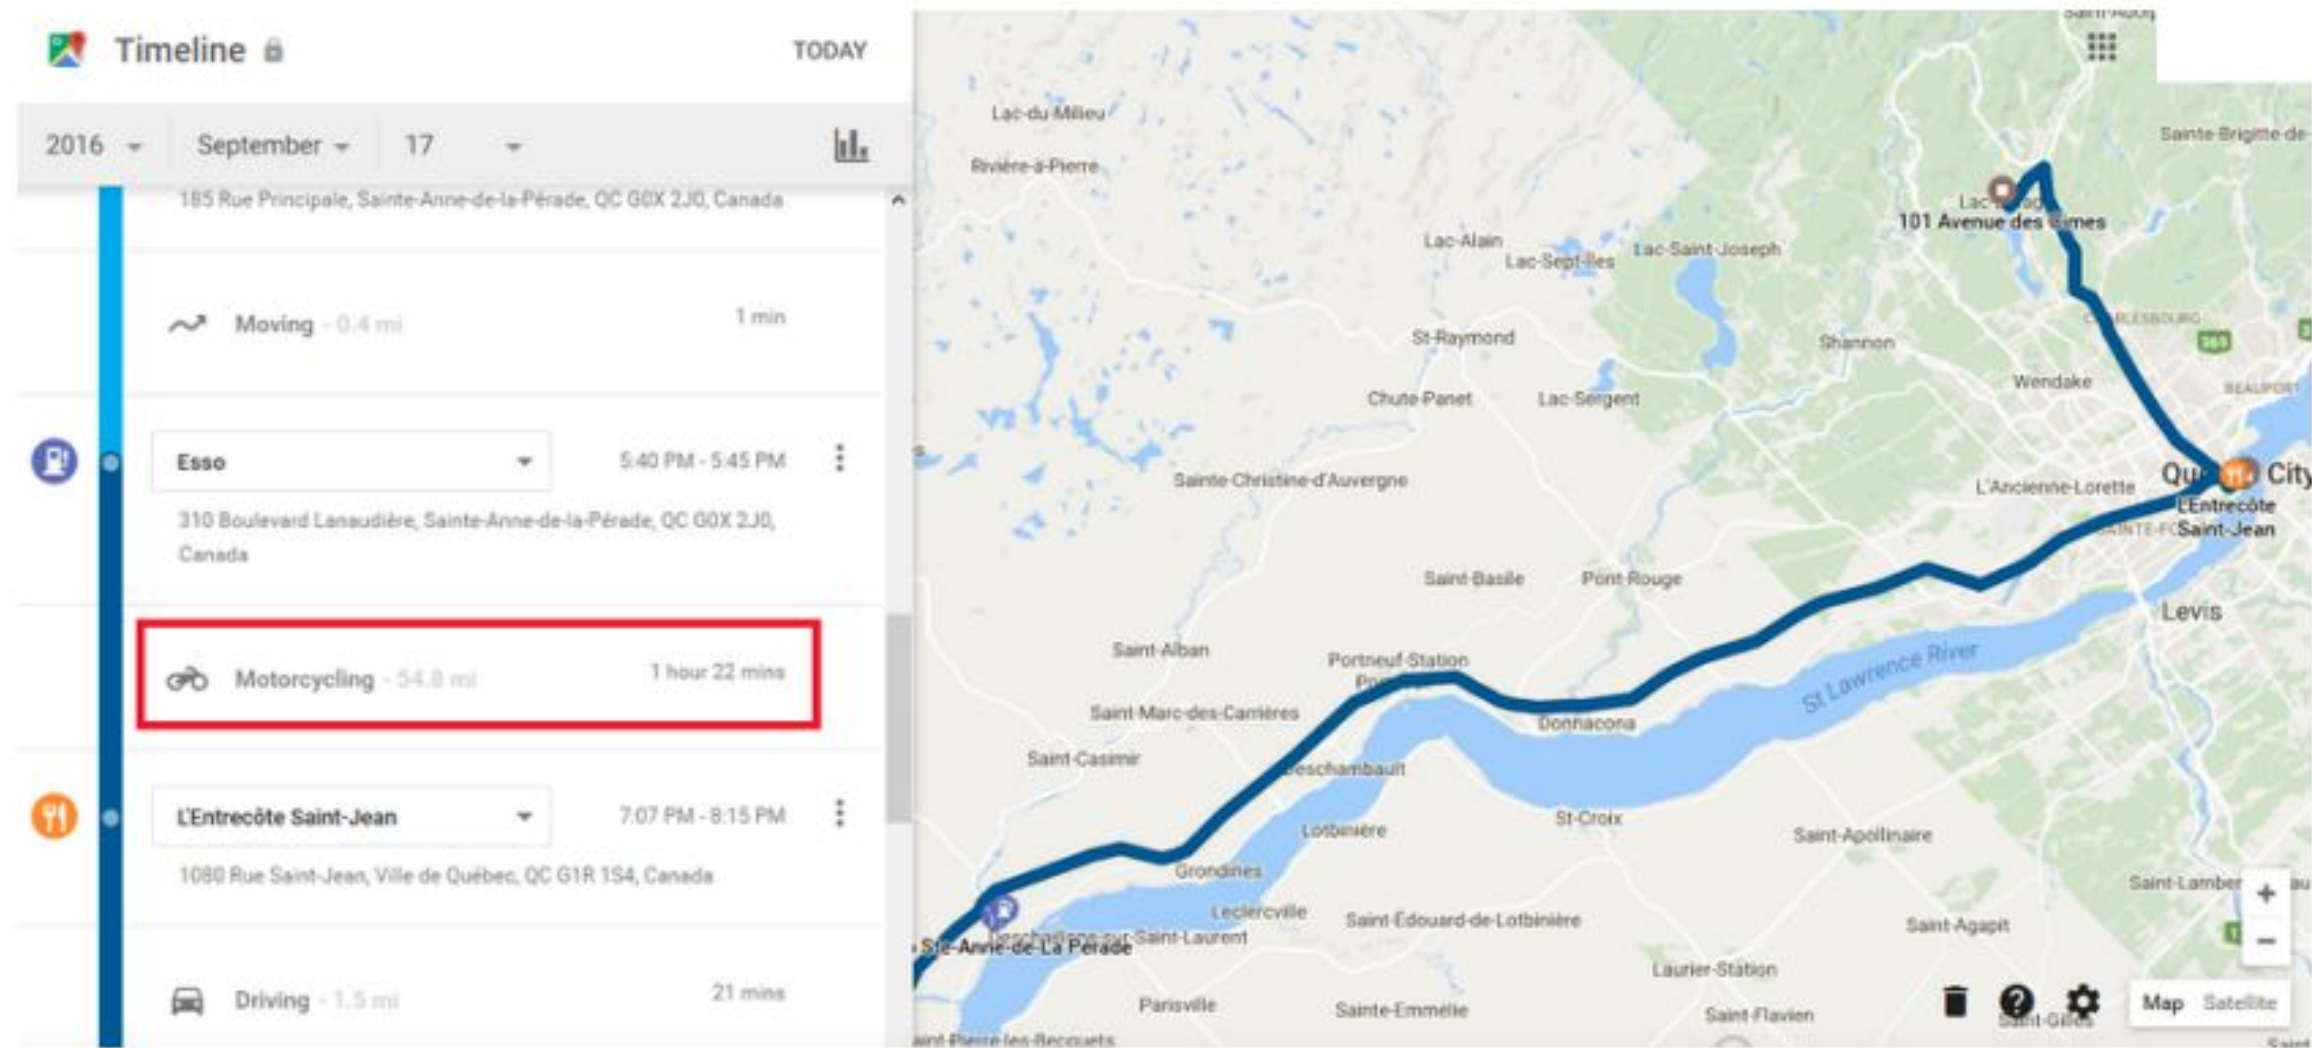 Timeline
TODAY
2016
September
17
185 Rue Principale, Sainte-Anne-de-la-Pérade, QC G0X 2J0, Canada
Moving - 0.4 mi
1 min
Esso
5:40 PM - 5:45 PM
310 Boulevard Lanaudière, Sainte-Anne-de-la-Pérade, QC G0X 2J0,
Canada
Motorcycling - 54.8 mi
1 hour 22 mins
L'Entrecôte Saint-Jean
7:07 PM - 8:15 PM
1080 Rue Saint-Jean, Ville de Québec, QC G1R 1S4, Canada
Driving - 1.5 mi
21 mins
Lac-du-Milieu
Rivière-à-Pierre
Sainte-Brigitte-de-
101 Avenue des
Lac-Alain
Lac-Sept-Iles
Lac-Saint-Joseph
St-Raymond
Shannon
369
Wendake
BEAUPORT
Chute-Panet
Lac-Sergent
Sainte-Christine-d'Auvergne
L'Ancienne-Lorette
City
L'Entrecôte
Saint-Jean
Saint-Basile
Pont-Rouge
Levis
Saint-Alban
Portneuf-Station
St Lawrence River
Saint-Marc-des-Carrières
Donnacona
Saint-Casimir
Deschambault
Lotbinière
St-Croix
Saint-Apollinaire
Grondines
Leclercville
Saint-Édouard-de-Lotbinière
Saint-Agapit
Ste-Anne-de-La Pérade
Saint-Laurent
Laurier-Station
Parisville
Sainte-Emmélie
Saint-Flavien
Map
Satellite